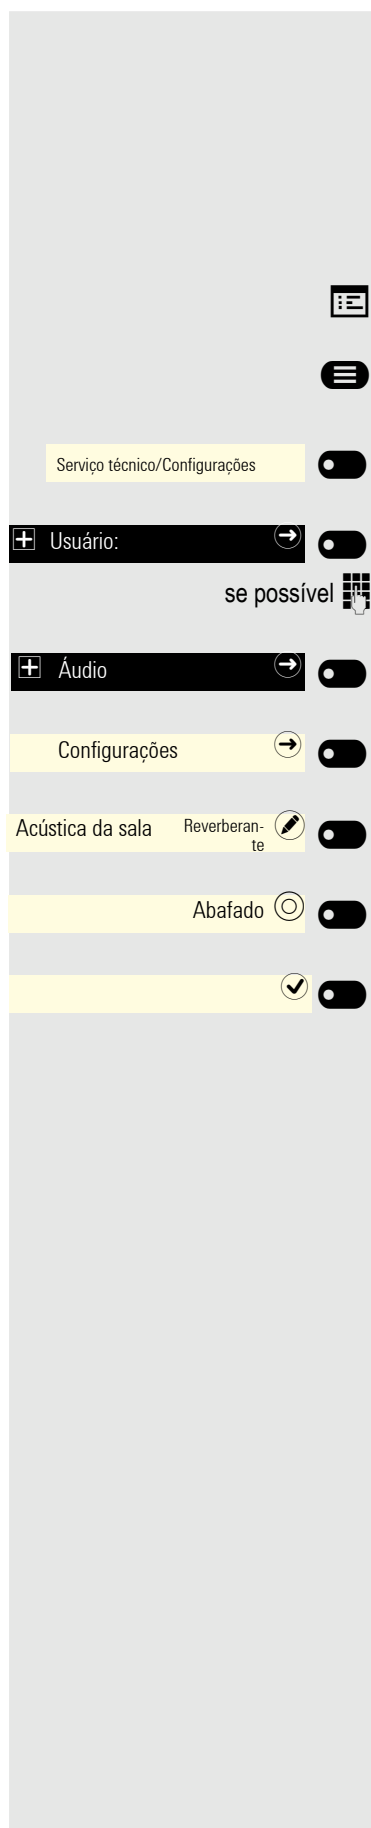 Serviço técnico/Configurações
Usuário:
se possível
Áudio
Configurações
Acústica da sala Reverberan-
te
Abafado